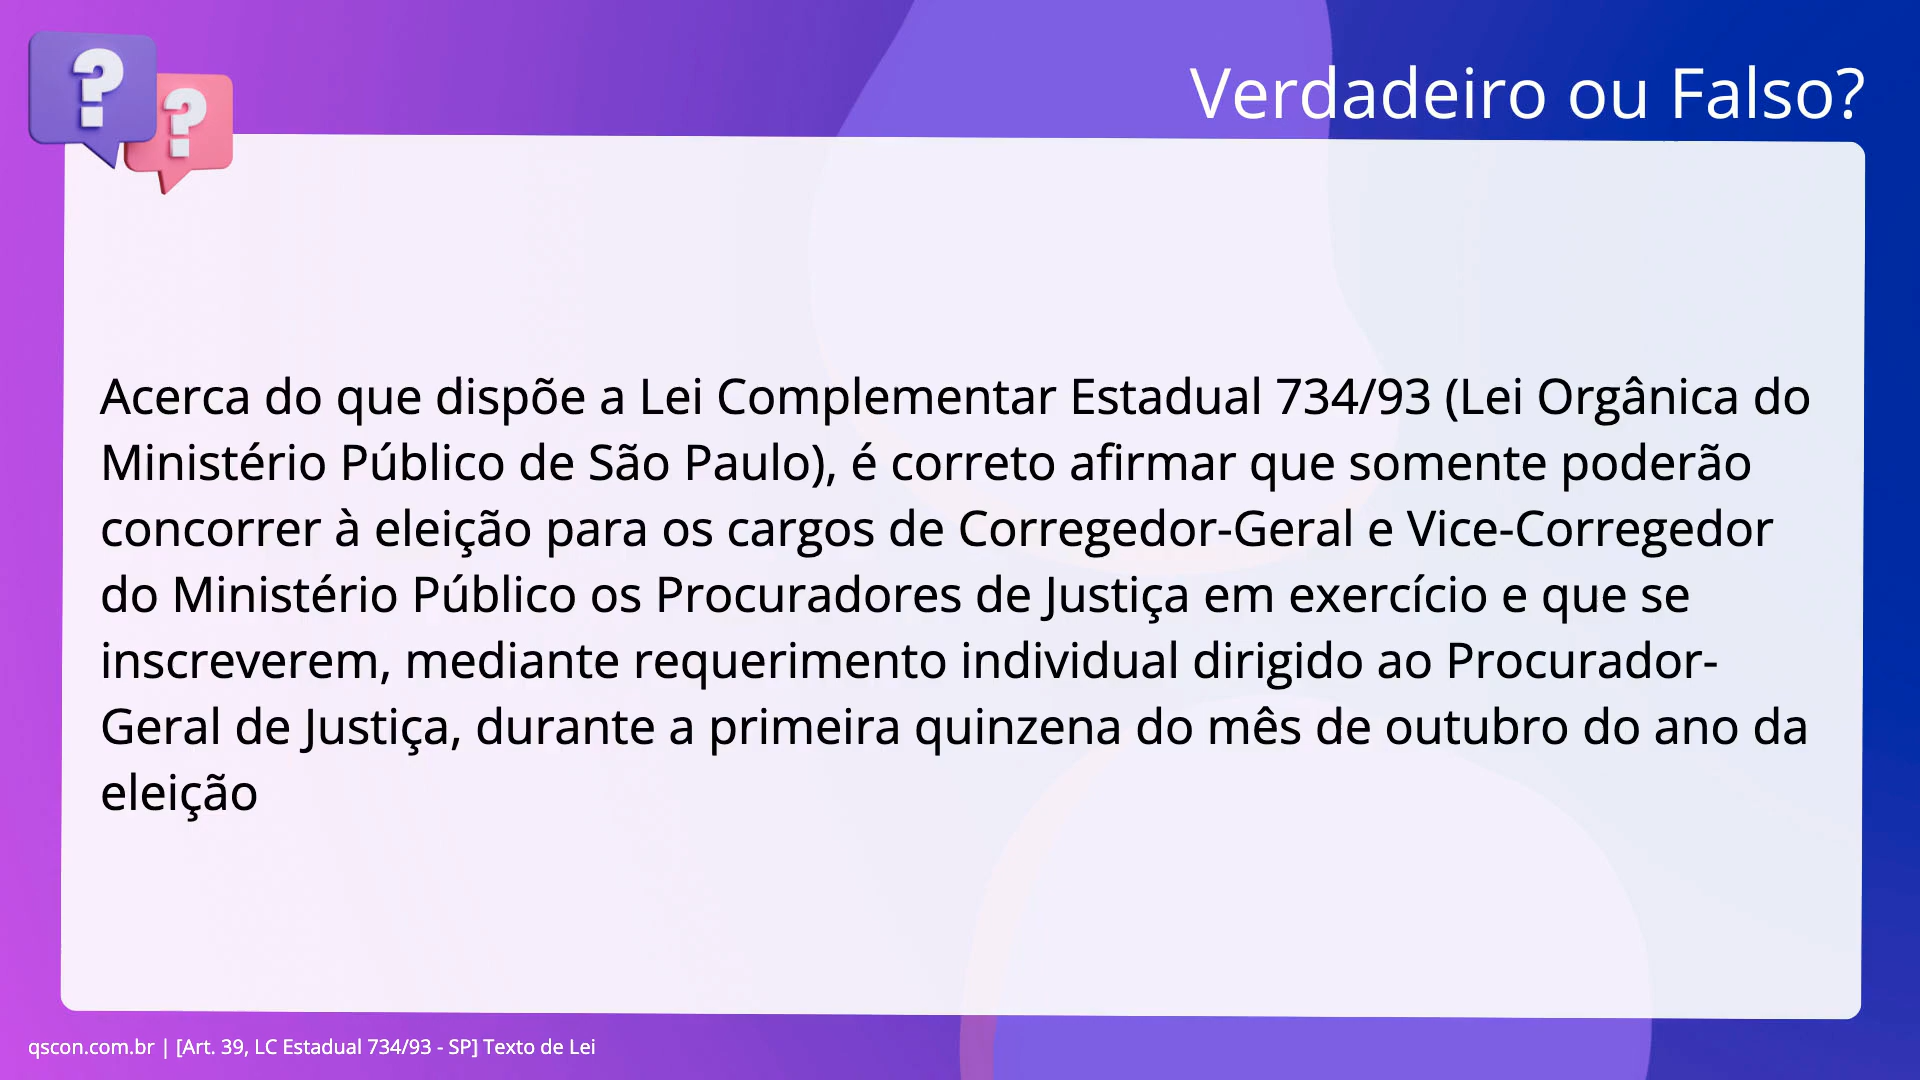 Verdadeiro ou Falso?
Acerca do que dispõe a Lei Complementar Estadual 734/93 (Lei Orgânica do
Ministério Público de São Paulo), é correto afirmar que somente poderão
concorrer à eleição para os cargos de Corregedor-Geral e Vice-Corregedor
do Ministério Público os Procuradores de Justiça em exercício e que se
inscreverem, mediante requerimento individual dirigido ao Procurador-
Geral de Justiça, durante a primeira quinzena do mês de outubro do ano da
eleição
qscon.com.br | [Art. 39, LC Estadual 734/93 - SP] Texto de Lei